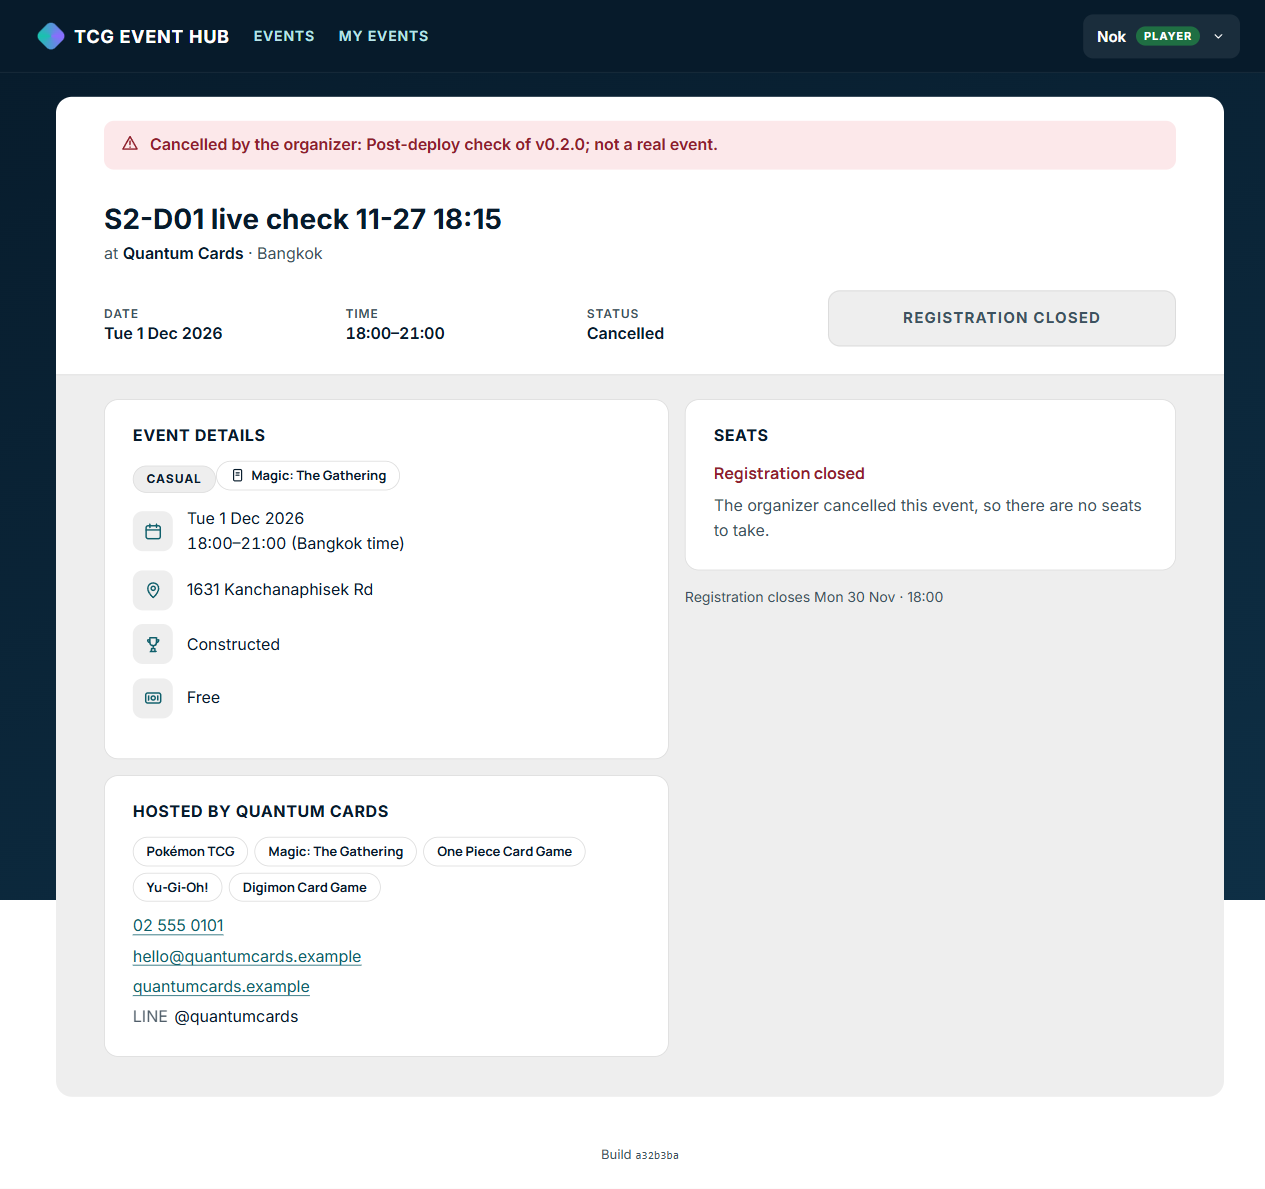 TCG EVENT HUB
EVENTS
MY EVENTS
Nok
PLAYER
Cancelled by the organizer: Post-deploy check of v0.2.0; not a real event.
S2-D01 live check 11-27 18:15
at Quantum Cards · Bangkok
DATE
Tue 1 Dec 2026
TIME
18:00–21:00
STATUS
Cancelled
REGISTRATION CLOSED
EVENT DETAILS
CASUAL
Magic: The Gathering
Tue 1 Dec 2026
18:00–21:00 (Bangkok time)
1631 Kanchanaphisek Rd
Constructed
Free
SEATS
Registration closed
The organizer cancelled this event, so there are no seats
to take.
Registration closes Mon 30 Nov · 18:00
HOSTED BY QUANTUM CARDS
Pokémon TCG
Magic: The Gathering
One Piece Card Game
Yu-Gi-Oh!
Digimon Card Game
02 555 0101
hello@quantumcards.example
quantumcards.example
LINE @quantumcards
Build a32b3ba